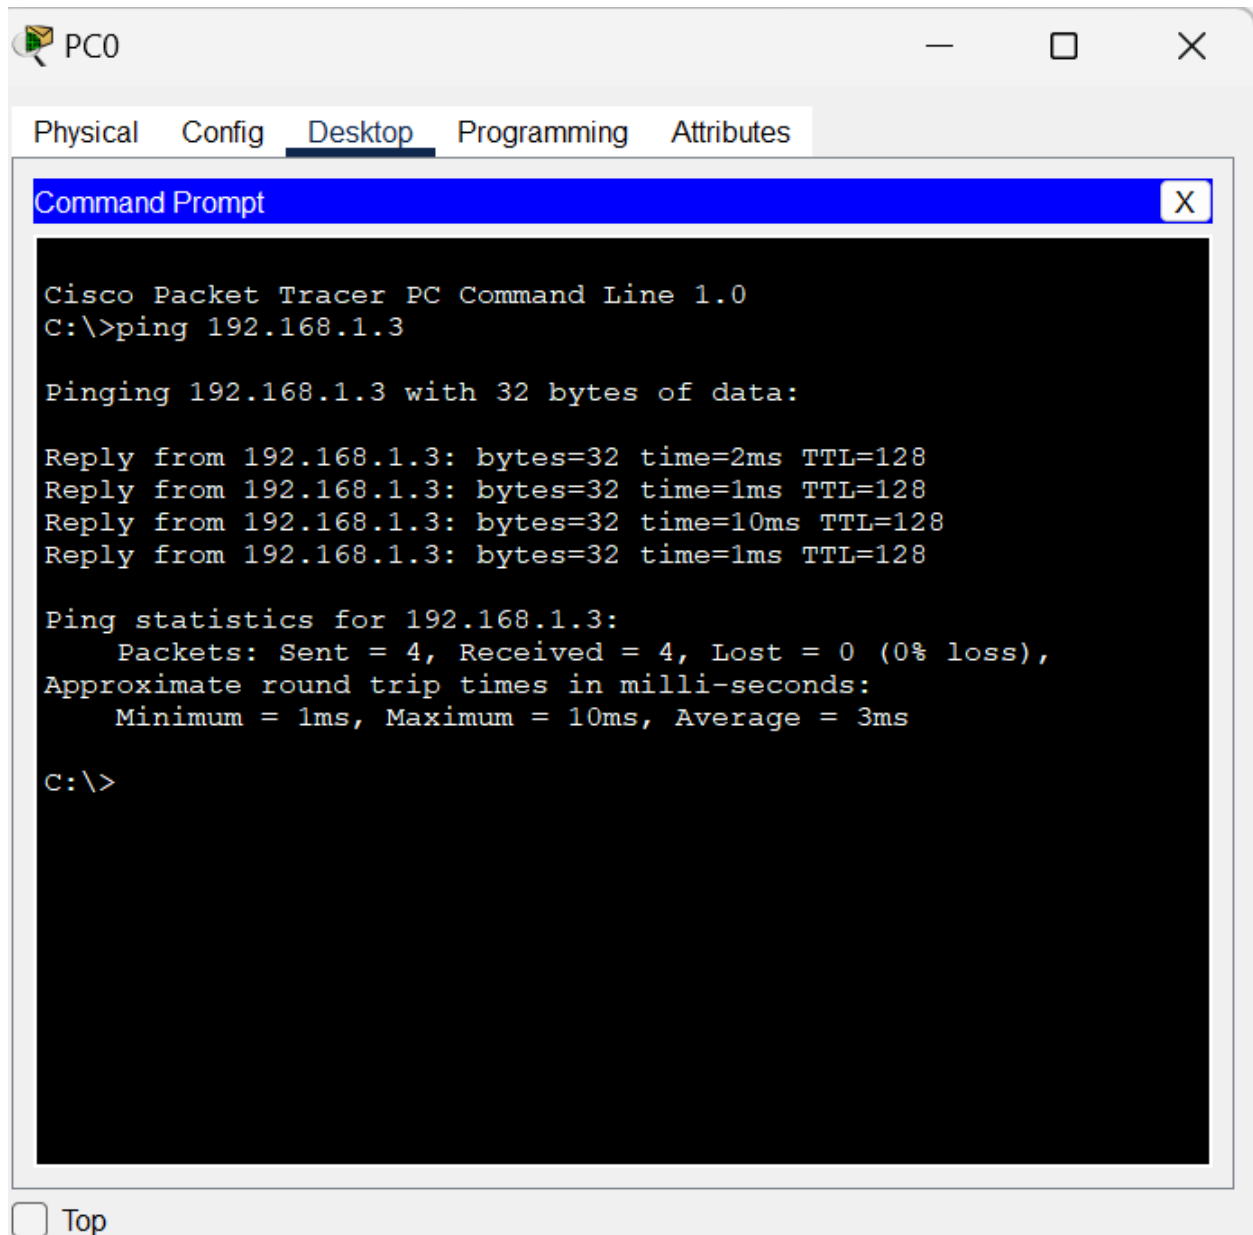 PC0
Physical Config Desktop Programming Attributes
Command Prompt X
Cisco Packet Tracer PC Command Line 1.0
C:\>ping 192.168.1.3
Pinging 192.168.1.3 with 32 bytes of data:
Reply from 192.168.1.3: bytes=32 time=2ms TTL=128
Reply from 192.168.1.3: bytes=32 time=1ms TTL=128
Reply from 192.168.1.3: bytes=32 time=10ms TTL=128
Reply from 192.168.1.3: bytes=32 time=1ms TTL=128
Ping statistics for 192.168.1.3:
Packets: Sent = 4, Received = 4, Lost = 0 (0% loss),
Approximate round trip times in milli-seconds:
Minimum = 1ms, Maximum = 10ms, Average = 3ms
C:\>
Top